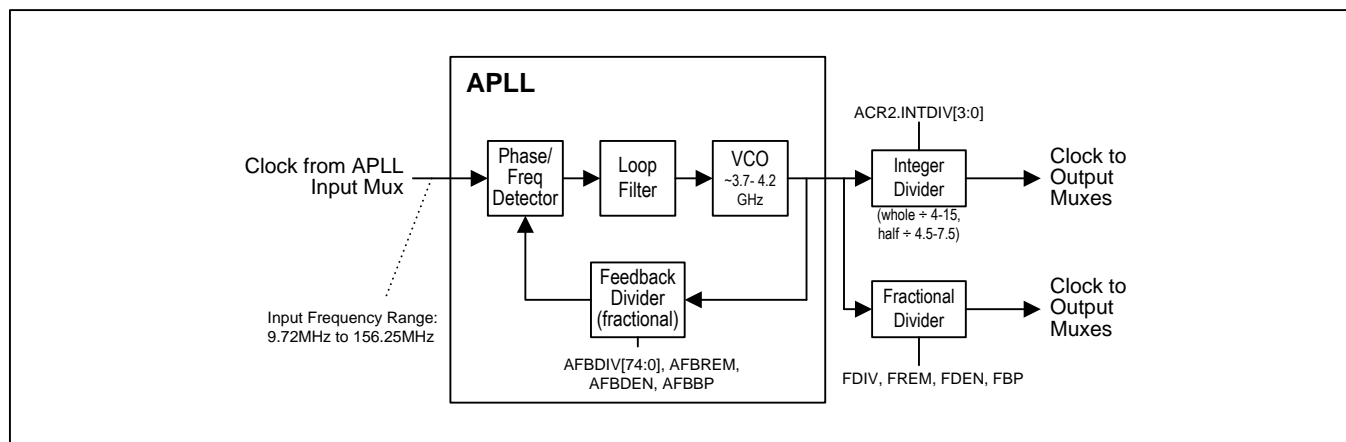 APLL
ACR2.INTDIV[3:0]
Clock from APLL
Input Mux
Phase/
Freq
Detector
Loop
Filter
VCO
~3.7- 4.2
GHz
Integer
Divider
(whole ÷ 4-15,
half ÷ 4.5-7.5)
Clock to
Output
Muxes
Feedback
Divider
(fractional)
Fractional
Divider
Clock to
Output
Muxes
Input Frequency Range:
9.72MHz to 156.25MHz
AFBDIV[74:0], AFBREM,
AFBDEN, AFBBP
FDIV, FREM, FDEN, FBP